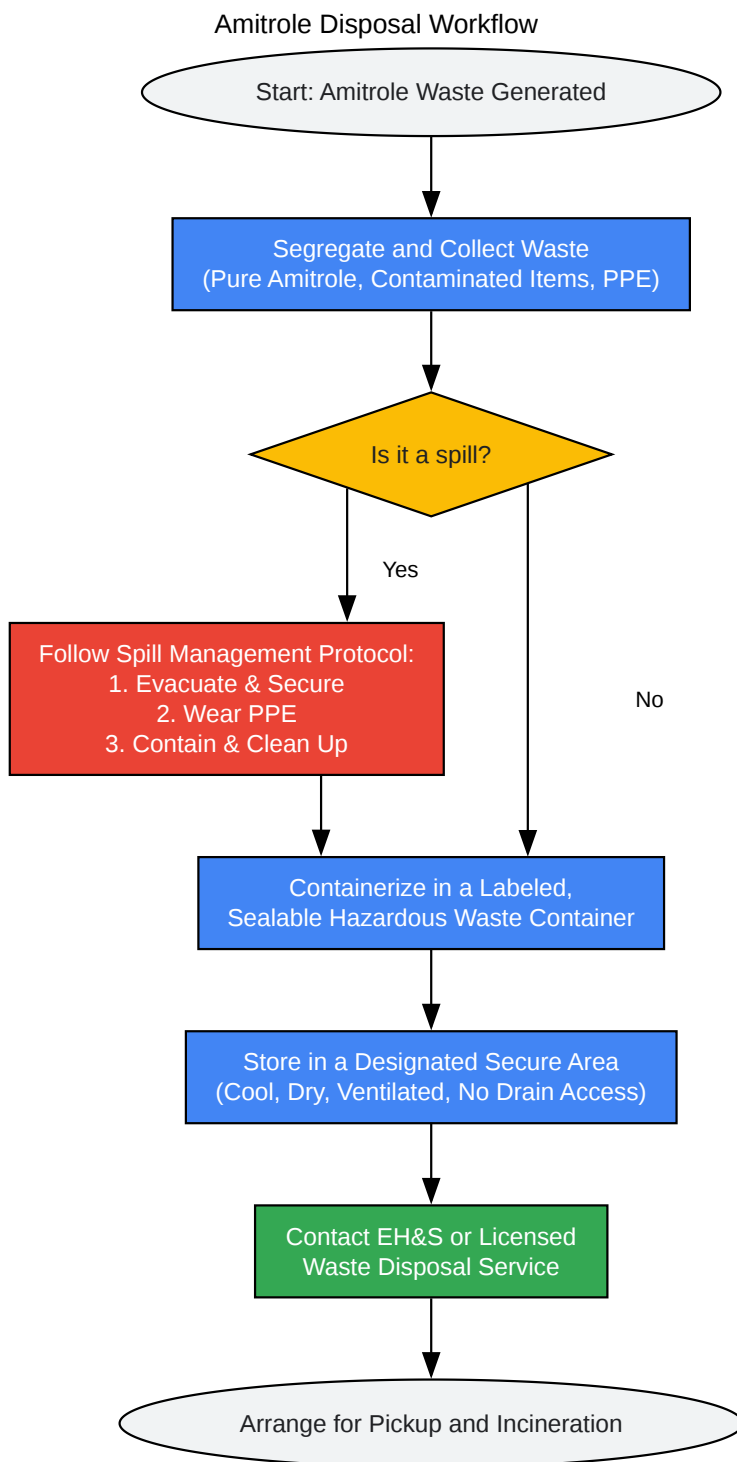 Amitrole Disposal Workflow
Start: Amitrole Waste Generated
Segregate and Collect Waste
(Pure Amitrole, Contaminated Items, PPE)
Is it a spill?
Yes
Follow Spill Management Protocol:
1. Evacuate & Secure
2. Wear PPE
3. Contain & Clean Up
No
Containerize in a Labeled,
Sealable Hazardous Waste Container
Store in a Designated Secure Area
(Cool, Dry, Ventilated, No Drain Access)
Contact EH&S or Licensed
Waste Disposal Service
Arrange for Pickup and Incineration